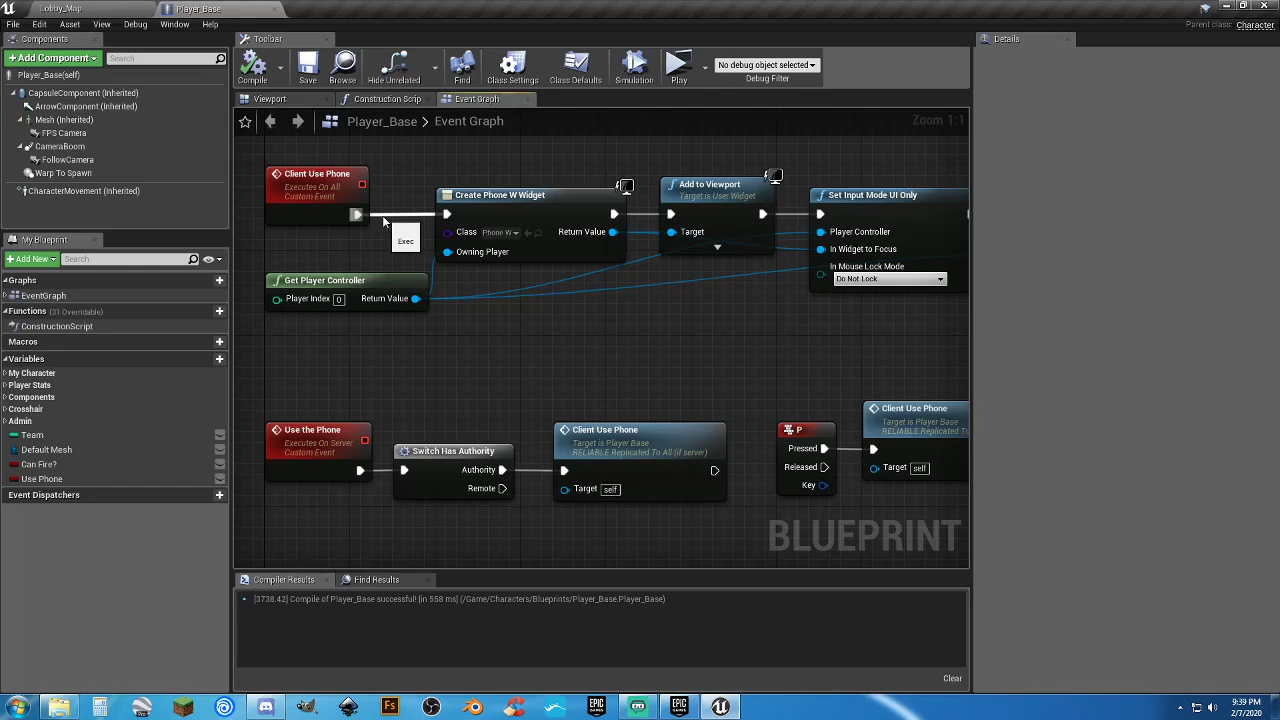 Lobby_Map
Player_Base
File Edit Asset View Debug Window Help
Parent class: Character
Components
+Add Component
Search
Player_Base(self)
CapsuleComponent (Inherited)
ArrowComponent (Inherited)
Mesh (Inherited)
FPS Camera
CameraBoom
FollowCamera
Warp To Spawn
CharacterMovement (Inherited)
My Blueprint
+Add New
Search
Graphs
EventGraph
Functions (31 Overridable)
ConstructionScript
Macros
Variables
My Character
Player Stats
Components
Crosshair
Admin
Team
Default Mesh
Can Fire?
Use Phone
Event Dispatchers
Toolbar
Compile
Save
Browse
Hide Unrelated
Find
Class Settings
Class Defaults
Simulation
Play
No debug object selected
Debug Filter
Viewport
Construction Scrip
Event Graph
Player_Base > Event Graph
Zoom 1:1
Client Use Phone
Executes On All
Custom Event
Exec
Create Phone W Widget
Class Phone W
Return Value
Owning Player
Add to Viewport
Target is User Widget
Target
Set Input Mode UI Only
Player Controller
In Widget to Focus
In Mouse Lock Mode
Do Not Lock
Get Player Controller
Player Index 0
Return Value
Use the Phone
Executes On Server
Custom Event
Switch Has Authority
Authority
Remote
Client Use Phone
Target is Player Base
RELIABLE Replicated To All (if server)
Target self
P
Pressed
Released
Key
Client Use Phone
Target is Player Base
RELIABLE Replicated To
Target self
BLUEPRINT
Compiler Results
Find Results
[3738.42] Compile of Player_Base successful! [in 558 ms] (/Game/Characters/Blueprints/Player_Base.Player_Base)
Clear
Details
Fs
EPIC GAMES
EPIC GAMES
9:39 PM
2/7/2020